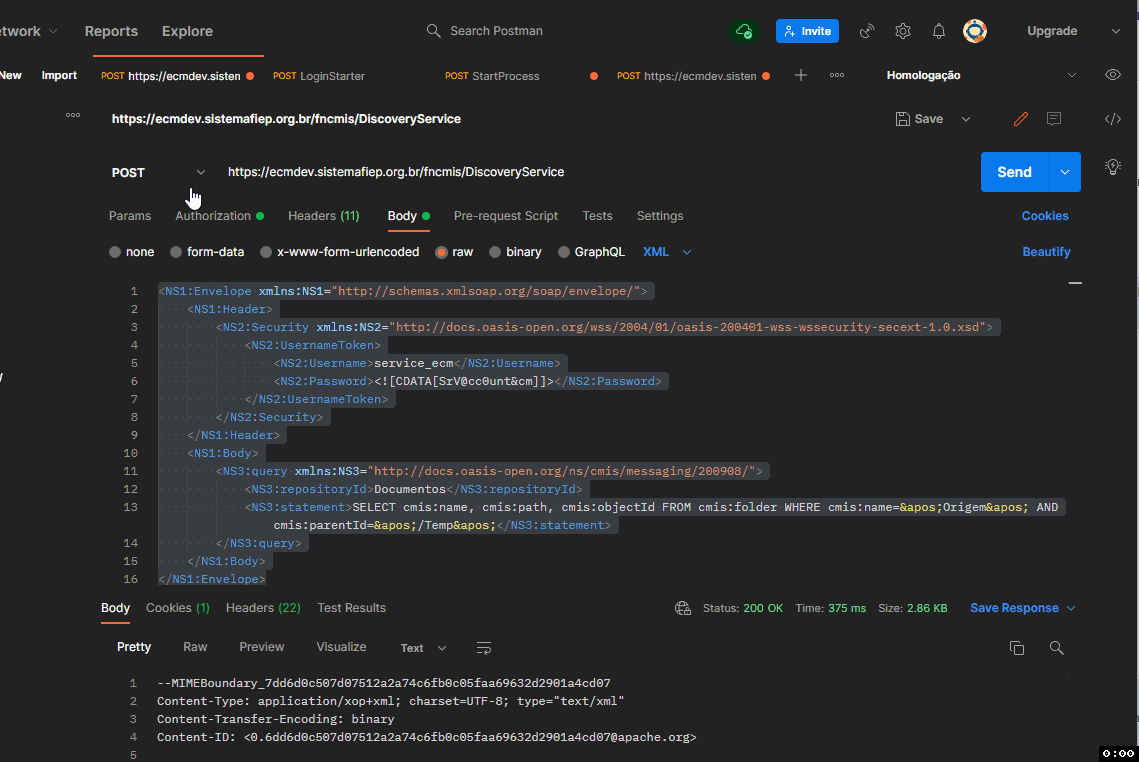 etwork Reports Explore Search Postman Invite Upgrade
New Import POST https://ecmdev.sisten POST LoginStarter POST StartProcess POST https://ecmdev.sisten Homologação
https://ecmdev.sistemafiep.org.br/fncmis/DiscoveryService Save
POST https://ecmdev.sistemafiep.org.br/fncmis/DiscoveryService Send
Params Authorization Headers (11) Body Pre-request Script Tests Settings Cookies
none form-data x-www-form-urlencoded raw binary GraphQL XML Beautify
1 <NS1:Envelope xmlns:NS1="http://schemas.xmlsoap.org/soap/envelope/">
2 <NS1:Header>
3 <NS2:Security xmlns:NS2="http://docs.oasis-open.org/wss/2004/01/oasis-200401-wss-wssecurity-secext-1.0.xsd">
4 <NS2:UsernameToken>
5 <NS2:Username>service_ecm</NS2:Username>
6 <NS2:Password><![CDATA[SrV@cc0unt&cm]]></NS2:Password>
7 </NS2:UsernameToken>
8 </NS2:Security>
9 </NS1:Header>
10 <NS1:Body>
11 <NS3:query xmlns:NS3="http://docs.oasis-open.org/ns/cmis/messaging/200908/">
12 <NS3:repositoryId>Documentos</NS3:repositoryId>
13 <NS3:statement>SELECT cmis:name, cmis:path, cmis:objectId FROM cmis:folder WHERE cmis:name=&apos;Origem&apos; AND
cmis:parentId=&apos;/Temp&apos;</NS3:statement>
14 </NS3:query>
15 </NS1:Body>
16 </NS1:Envelope>
Body Cookies (1) Headers (22) Test Results Status: 200 OK Time: 375 ms Size: 2.86 KB Save Response
Pretty Raw Preview Visualize Text
1 --MIMEBoundary_7dd6d0c507d07512a2a74c6fb0c05faa69632d2901a4cd07
2 Content-Type: application/xop+xml; charset=UTF-8; type="text/xml"
3 Content-Transfer-Encoding: binary
4 Content-ID: <0.6dd6d0c507d07512a2a74c6fb0c05faa69632d2901a4cd07@apache.org>
5
0:00